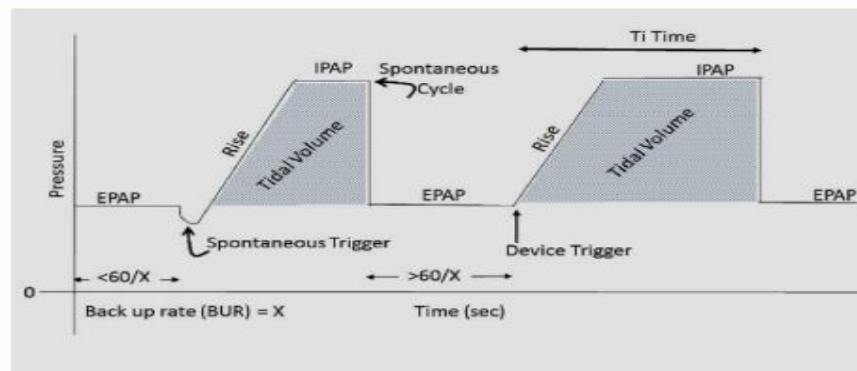 Ti Time
IPAP
Spontaneous
Cycle
IPAP
Rise
Tidal Volume
Rise
Tidal Volume
Pressure
EPAP
EPAP
EPAP
Spontaneous Trigger
Device Trigger
<60/X
>60/X
0
Back up rate (BUR) = X
Time (sec)